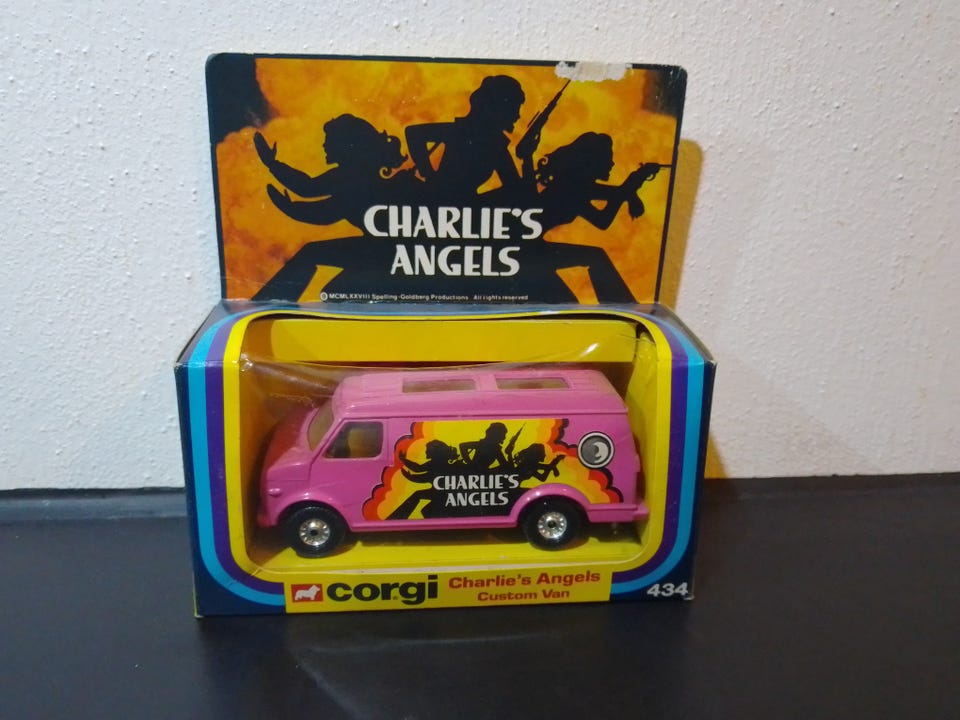 CHARLIE'S
ANGELS
© MCMLXXVIII Spelling-Goldberg Productions All rights reserved
CHARLIE'S
ANGELS
CORGI Charlie's Angels
Custom Van
434